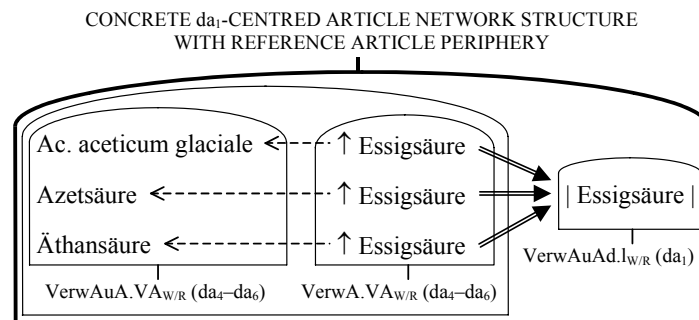 CONCRETE da₁-CENTRED ARTICLE NETWORK STRUCTURE
WITH REFERENCE ARTICLE PERIPHERY
Ac. aceticum glaciale ↑ Essigsäure
Azetsäure ↑ Essigsäure | Essigsäure |
Äthansäure ↑ Essigsäure
VerwAuAd.l_W/R (da₁)
VerwAuA.VA_W/R (da₄–da₆) VerwA.VA_W/R (da₄–da₆)